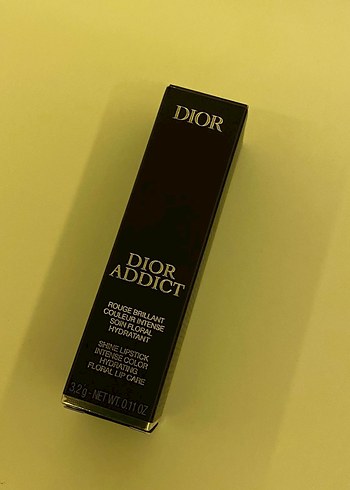 DIOR
DIOR
ADDICT
ROUGE BRILLANT
COULEUR INTENSE
SOIN FLORAL
HYDRATANT
SHINE LIPSTICK
INTENSE COLOR
HYDRATING
FLORAL LIP CARE
3,2 g - NET WT. 0.11 OZ